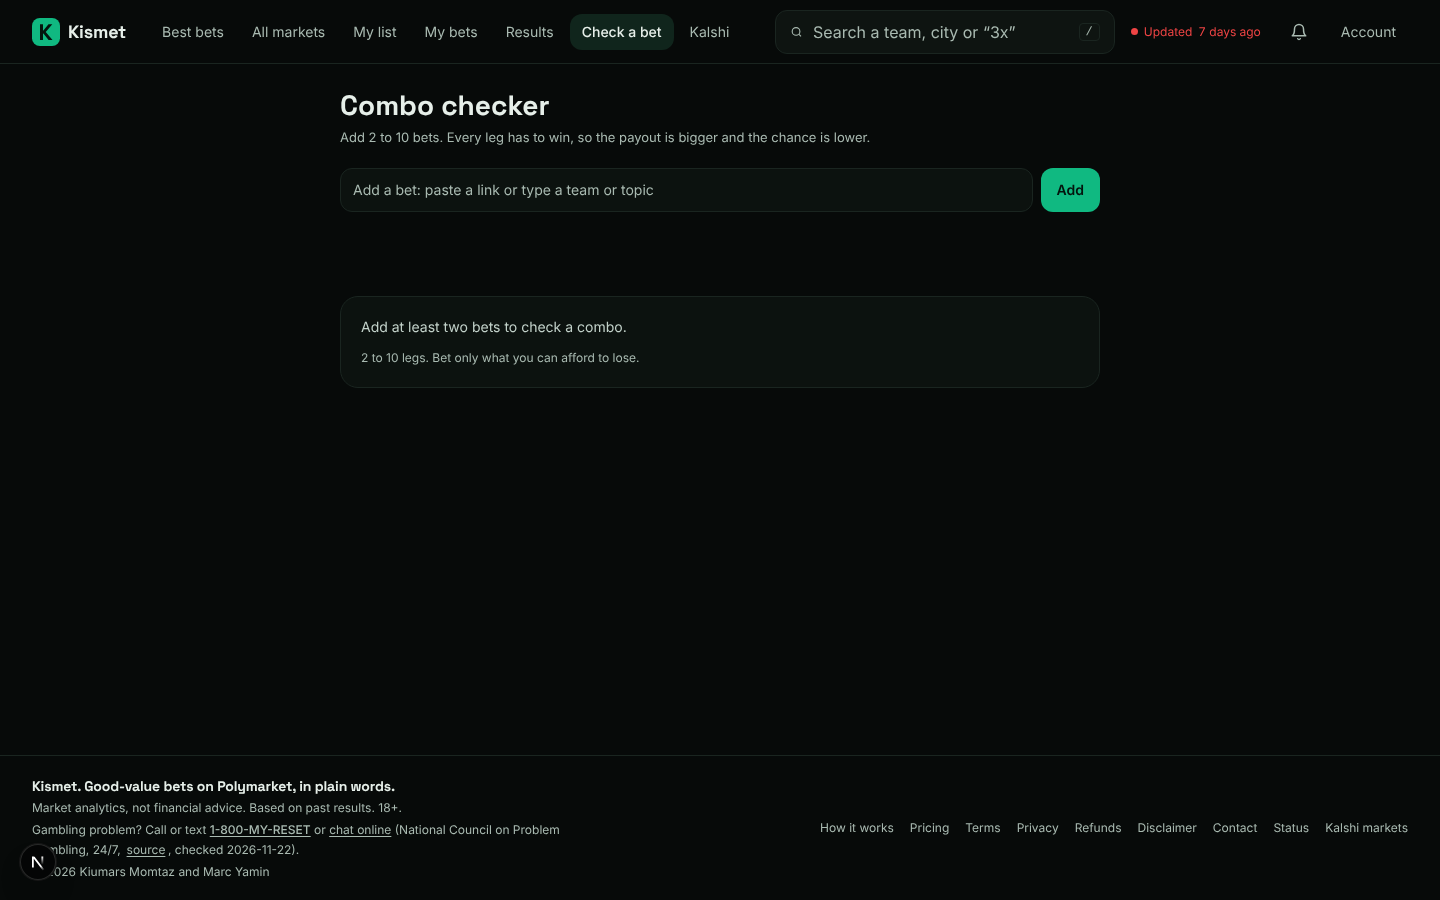 Kismet
Best bets
All markets
My list
My bets
Results
Check a bet
Kalshi
Search a team, city or “3x”
/
Updated 7 days ago
Account
Combo checker
Add 2 to 10 bets. Every leg has to win, so the payout is bigger and the chance is lower.
Add a bet: paste a link or type a team or topic
Add
Add at least two bets to check a combo.
2 to 10 legs. Bet only what you can afford to lose.
Kismet. Good-value bets on Polymarket, in plain words.
Market analytics, not financial advice. Based on past results. 18+.
Gambling problem? Call or text 1-800-MY-RESET or chat online (National Council on Problem
mbling, 24/7, source , checked 2026-11-22).
026 Kiumars Momtaz and Marc Yamin
How it works
Pricing
Terms
Privacy
Refunds
Disclaimer
Contact
Status
Kalshi markets